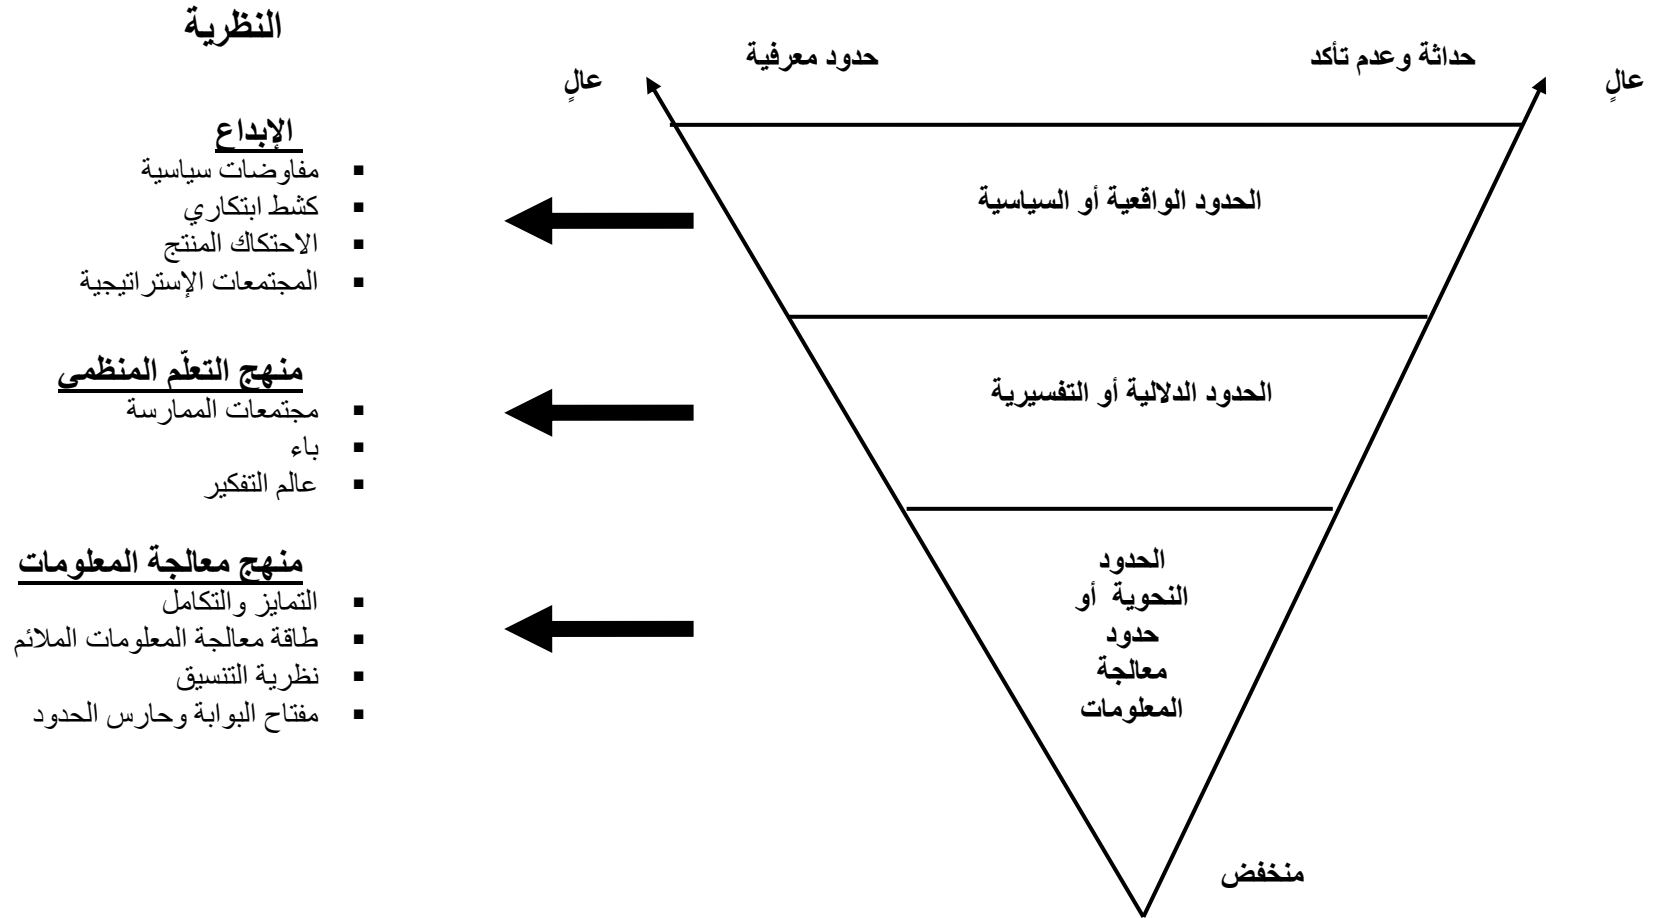 النظرية
حداثة وعدم تأكد
حدود معرفية
عالٍ
عالٍ
الحدود الواقعية أو السياسية
الإبداع
▪ مفاوضات سياسية
▪ كشط ابتكاري
▪ الاحتكاك المنتج
▪ المجتمعات الإستراتيجية
الحدود الدلالية أو التفسيرية
منهج التعلّم المنظمي
▪ مجتمعات الممارسة
▪ باء
▪ عالم التفكير
الحدود
النحوية أو
حدود
معالجة
المعلومات
منهج معالجة المعلومات
▪ التمايز والتكامل
▪ طاقة معالجة المعلومات الملائم
▪ نظرية التنسيق
▪ مفتاح البوابة وحارس الحدود
منخفض